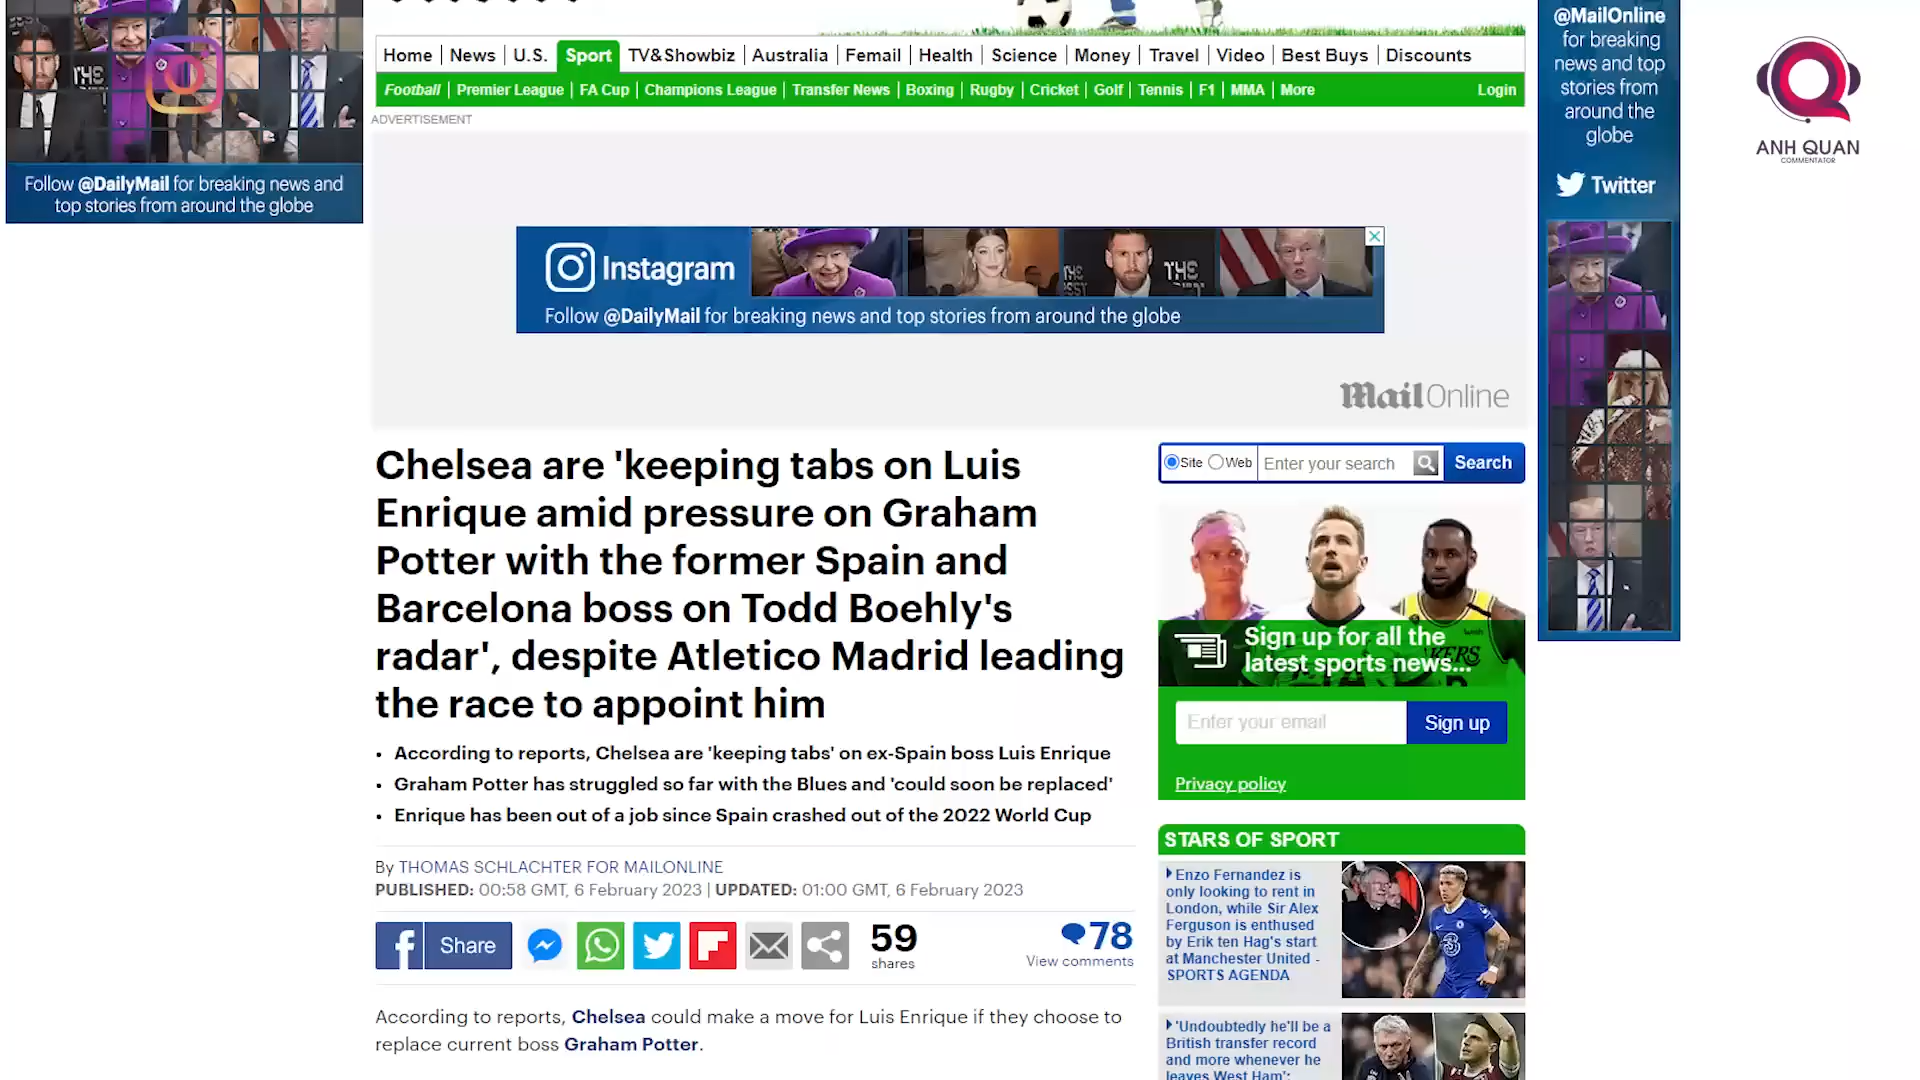 Follow @DailyMail for breaking news and
top stories from around the globe
Home
News
U.S.
Sport
TV&Showbiz
Australia
Femail
Health
Science
Money
Travel
Video
Best Buys
Discounts
Football
Premier League
FA Cup
Champions League
Transfer News
Boxing
Rugby
Cricket
Golf
Tennis
F1
MMA
More
Login
ADVERTISEMENT
Instagram
THE
Follow @DailyMail for breaking news and top stories from around the globe
MailOnline
@MailOnline
for breaking
news and top
stories from
around the
globe
Twitter
ANH QUAN
COMMENTATOR
Chelsea are 'keeping tabs on Luis
Enrique amid pressure on Graham
Potter with the former Spain and
Barcelona boss on Todd Boehly's
radar', despite Atletico Madrid leading
the race to appoint him
According to reports, Chelsea are 'keeping tabs' on ex-Spain boss Luis Enrique
Graham Potter has struggled so far with the Blues and 'could soon be replaced'
Enrique has been out of a job since Spain crashed out of the 2022 World Cup
By THOMAS SCHLACHTER FOR MAILONLINE
PUBLISHED: 00:58 GMT, 6 February 2023 | UPDATED: 01:00 GMT, 6 February 2023
Share
59
shares
78
View comments
According to reports, Chelsea could make a move for Luis Enrique if they choose to
replace current boss Graham Potter.
Site
Web
Enter your search
Search
Sign up for all the
latest sports news...
Enter your email
Sign up
Privacy policy
STARS OF SPORT
Enzo Fernandez is
only looking to rent in
London, while Sir Alex
Ferguson is enthused
by Erik ten Hag's start
at Manchester United -
SPORTS AGENDA
'Undoubtedly he'll be a
British transfer record
and more whenever he
leaves West Ham':